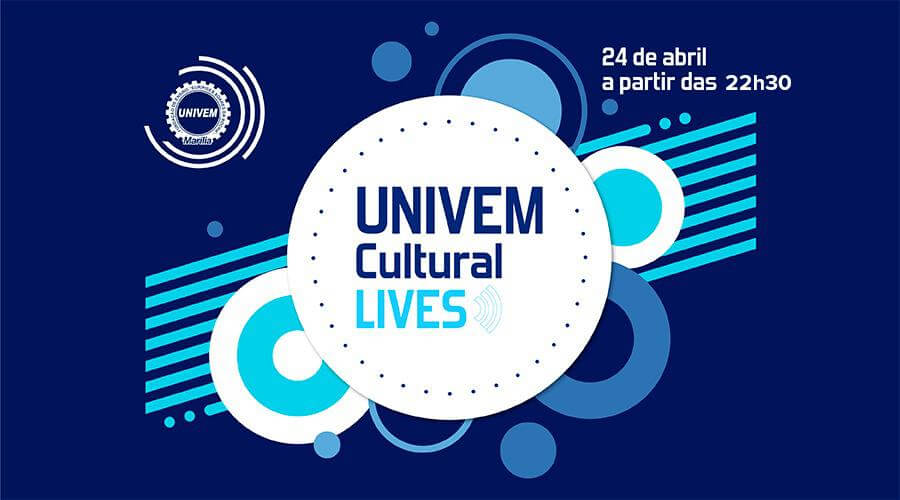 24 de abril
a partir das 22h30
UNIVEM
Marília
UNIVEM
Cultural
LIVES